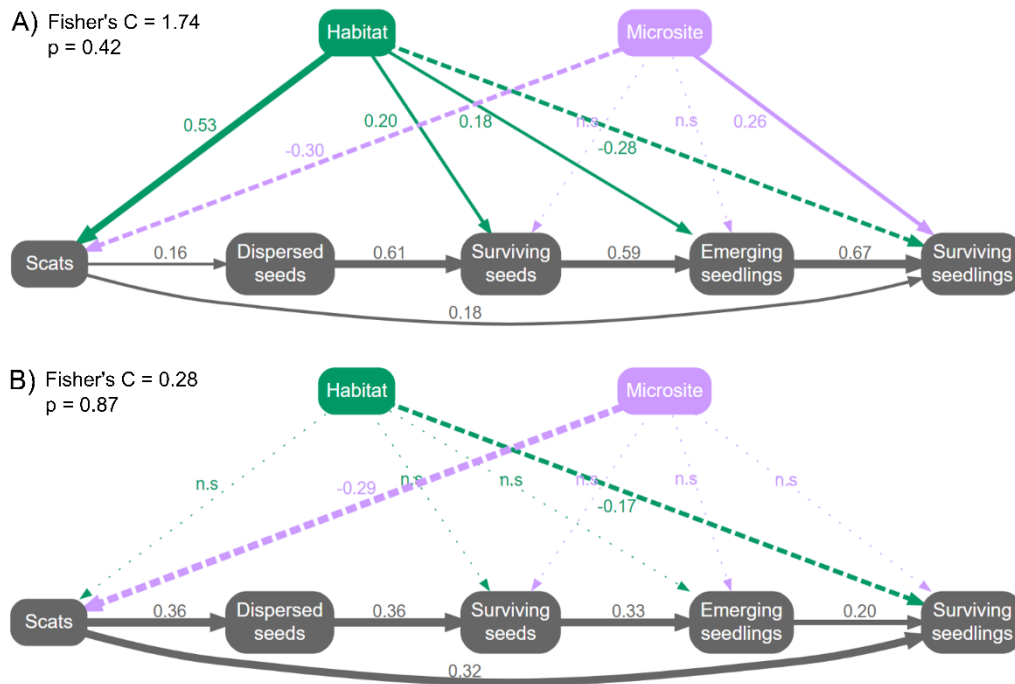 A) Fisher's C = 1.74
p = 0.42
Habitat
Microsite
0.53
0.20
0.18
n.s
n.s
0.26
-0.30
-0.28
Scats
0.16
Dispersed
seeds
0.61
Surviving
seeds
0.59
Emerging
seedlings
0.67
Surviving
seedlings
0.18
B) Fisher's C = 0.28
p = 0.87
Habitat
Microsite
n.s
-0.29
n.s
n.s
n.s
n.s
n.s
-0.17
Scats
0.36
Dispersed
seeds
0.36
Surviving
seeds
0.33
Emerging
seedlings
0.20
Surviving
seedlings
0.32